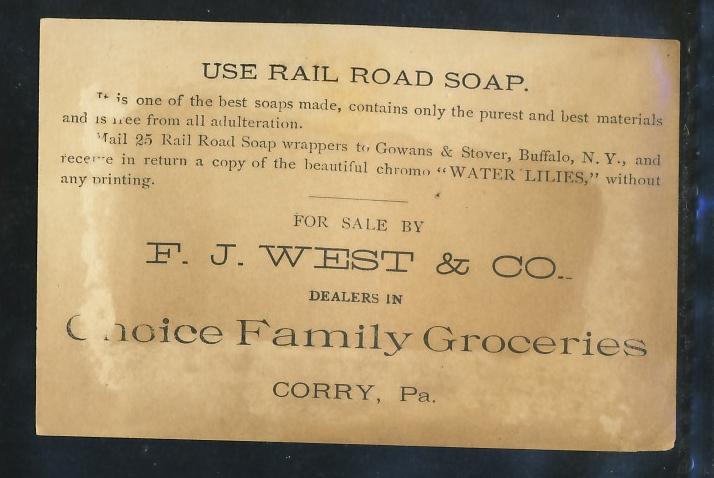 USE RAIL ROAD SOAP.
It is one of the best soaps made, contains only the purest and best materials
and is free from all adulteration.
Mail 25 Rail Road Soap wrappers to Gowans & Stover, Buffalo, N. Y., and
receive in return a copy of the beautiful chromo "WATER LILIES," without
any printing.
FOR SALE BY
F. J. WEST & CO.
DEALERS IN
Choice Family Groceries
CORRY, Pa.